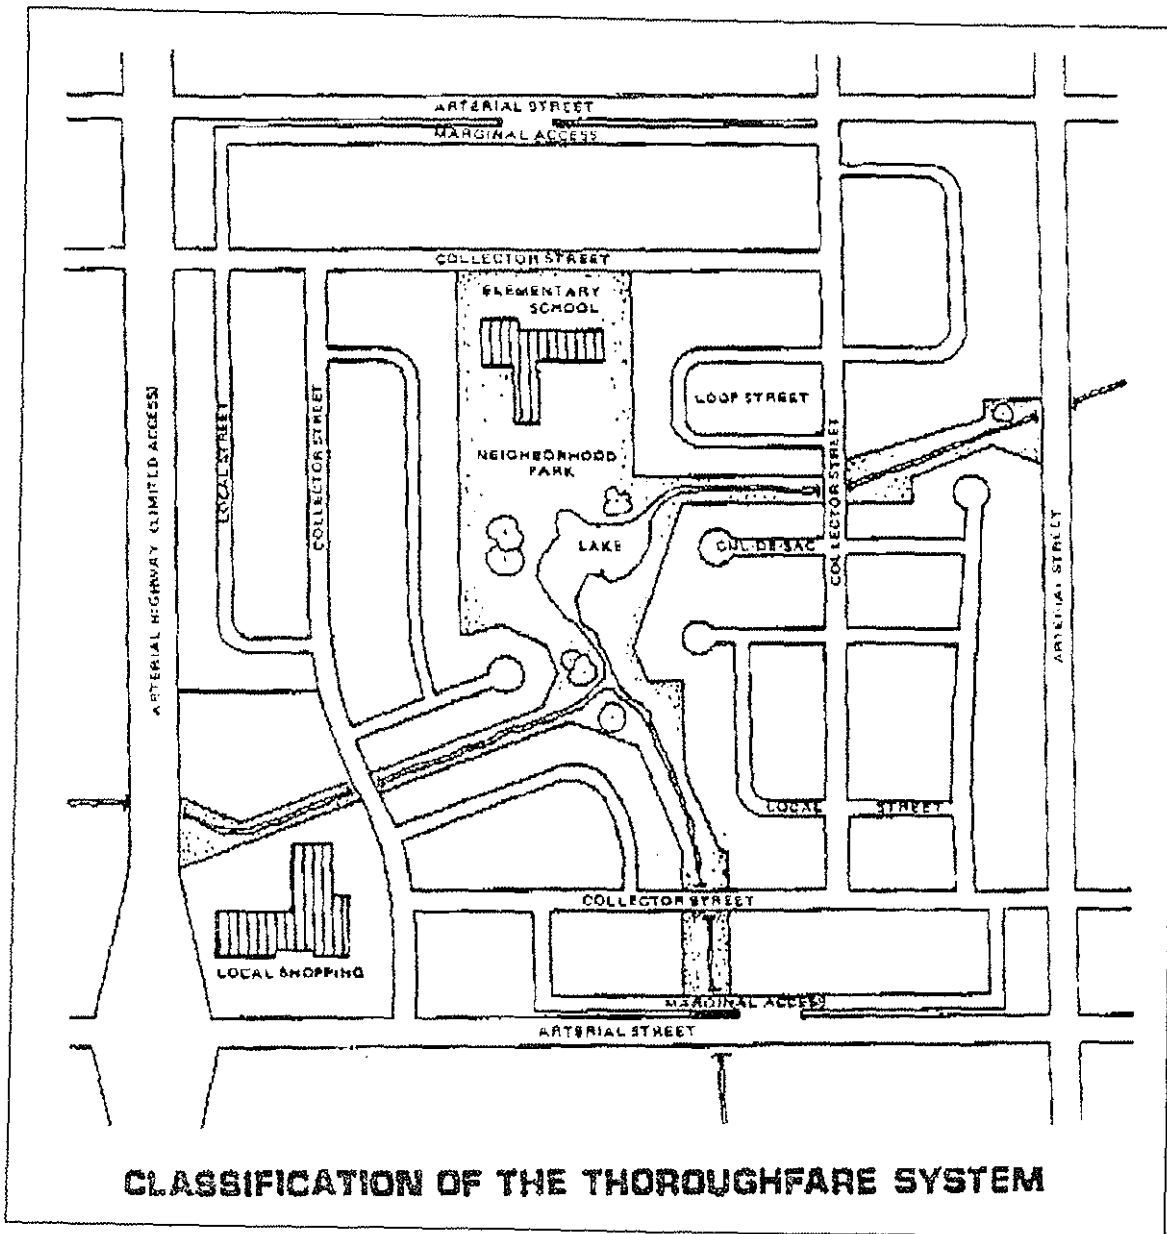 ARTERIAL STREET
MARGINAL ACCESS
COLLECTOR STREET
ELEMENTARY
SCHOOL
LOOP STREET
NEIGHBORHOOD
PARK
LAKE
CUL-DE-SAC
ARTERIAL HIGHWAY (LIMITED ACCESS)
LOCAL STREET
COLLECTOR STREET
COLLECTOR STREET
ARTERIAL STREET
LOCAL STREET
COLLECTOR STREET
LOCAL SHOPPING
MARGINAL ACCESS
ARTERIAL STREET
CLASSIFICATION OF THE THOROUGHFARE SYSTEM